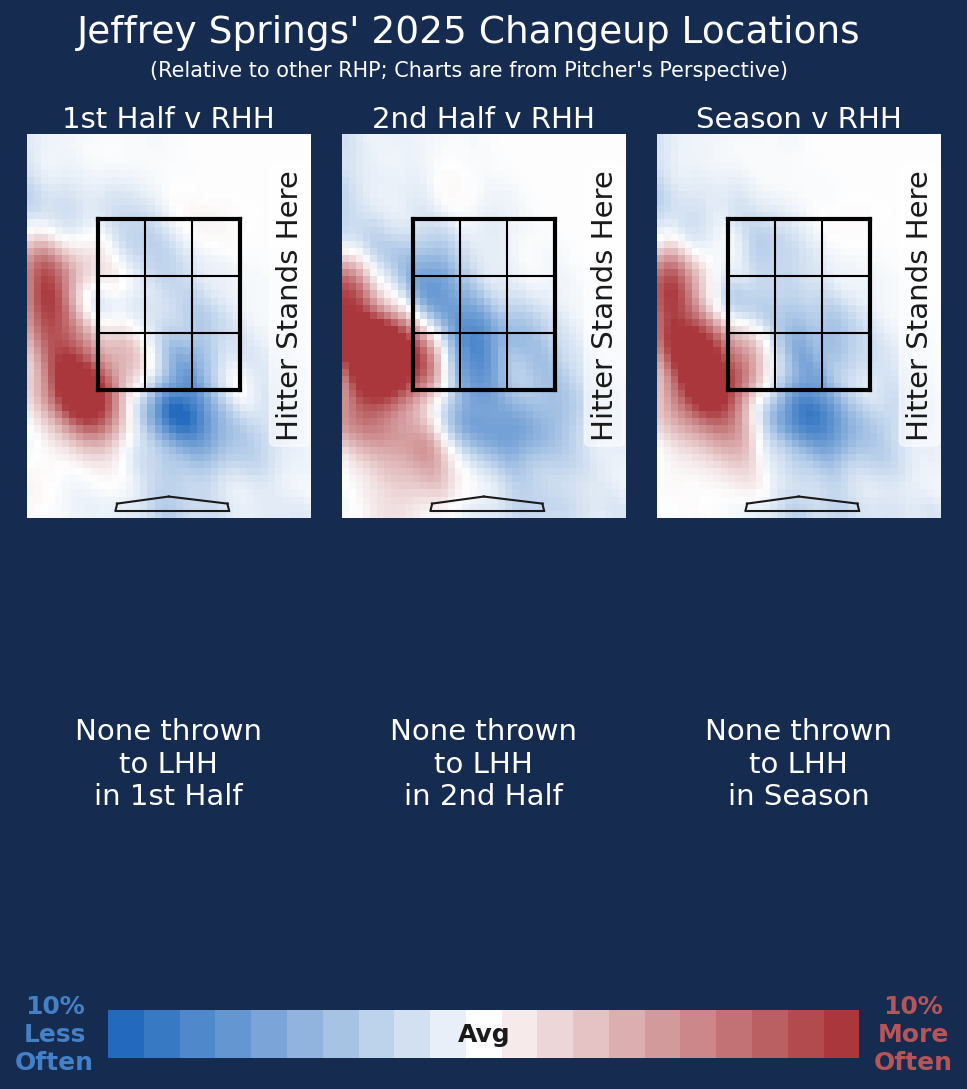 Jeffrey Springs' 2025 Changeup Locations
(Relative to other RHP; Charts are from Pitcher's Perspective)
1st Half v RHH
2nd Half v RHH
Season v RHH
Hitter Stands Here
Hitter Stands Here
Hitter Stands Here
None thrown
to LHH
in 1st Half
None thrown
to LHH
in 2nd Half
None thrown
to LHH
in Season
10%
Less
Often
Avg
10%
More
Often